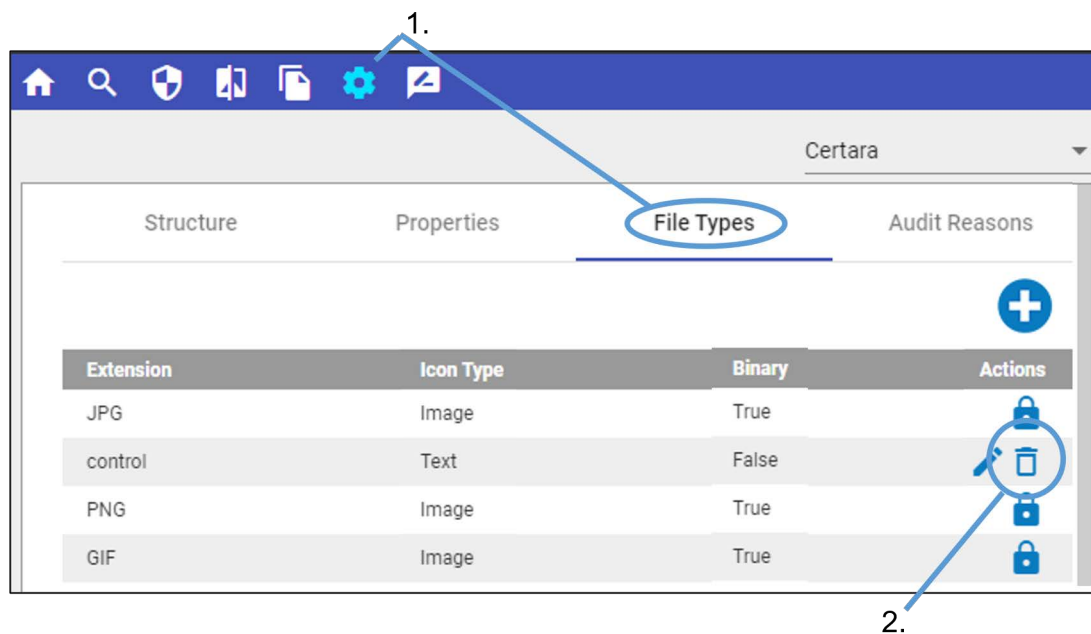 1.
Certara
Structure Properties File Types Audit Reasons
Extension Icon Type Binary Actions
JPG Image True
control Text False
PNG Image True
GIF Image True
2.